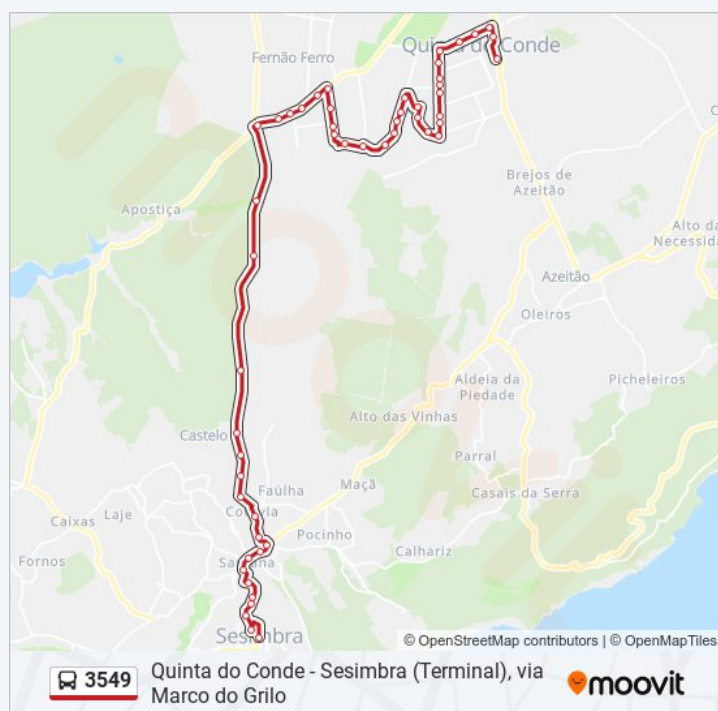 Fernão Ferro
Quinta do Conde
Brejos de
Azeitão
Apostiça
Alto da
Necessida
Azeitão
Oleiros
Aldeia da
Piedade
Picheleiros
Alto das Vinhas
Castelo
Parral
Faúlha
Maçã
Casais da Serra
Cotovia
Caixas
Laje
Pocinho
Calhariz
Fornos
Santana
Sesimbra
© OpenStreetMap contributors | © OpenMapTiles
3549
Quinta do Conde - Sesimbra (Terminal), via
Marco do Grilo
moovit